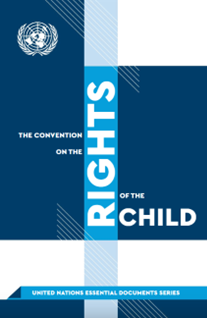 THE CONVENTION
ON THE
RIGHTS
OF THE
CHILD
UNITED NATIONS ESSENTIAL DOCUMENTS SERIES